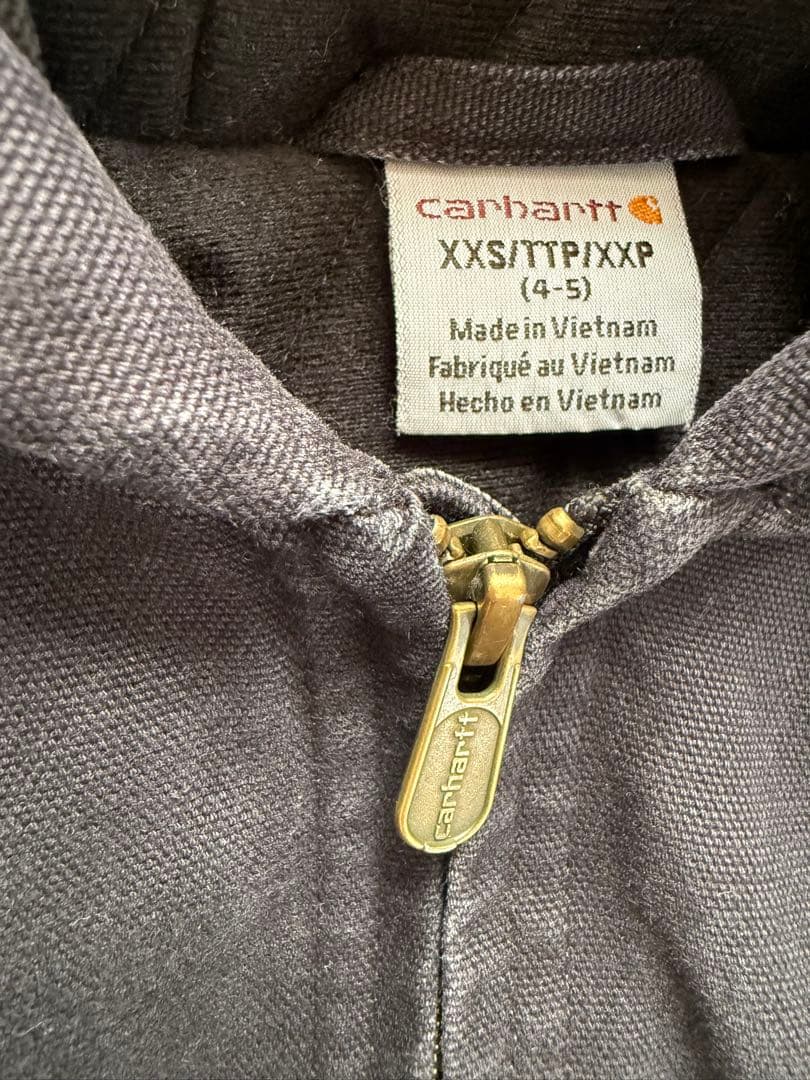 carhartt
XXS/TTP/XXP
(4-5)
Made in Vietnam
Fabriqué au Vietnam
Hecho en Vietnam
carhartt